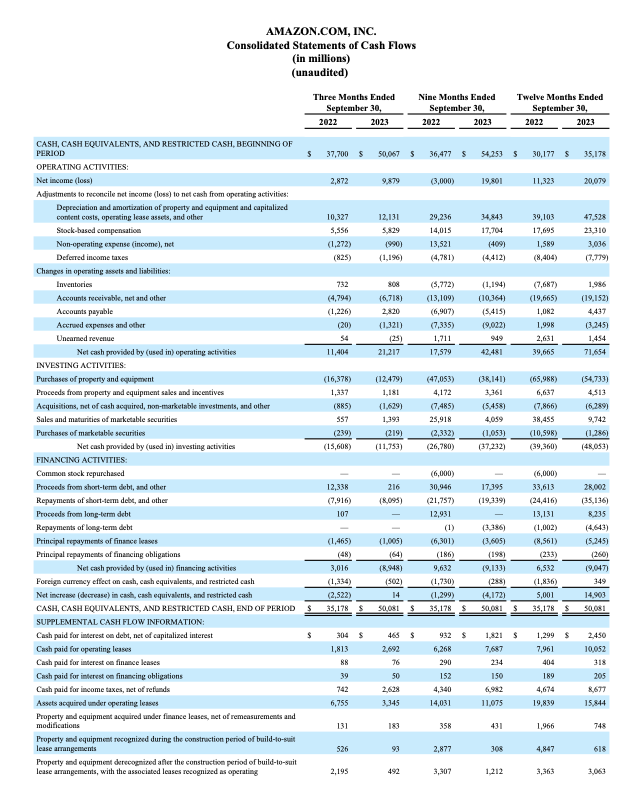 AMAZON.COM, INC.
Consolidated Statements of Cash Flows
(in millions)
(unaudited)
Three Months Ended September 30, Nine Months Ended September 30, Twelve Months Ended September 30,
2022 2023 2022 2023 2022 2023
CASH, CASH EQUIVALENTS, AND RESTRICTED CASH, BEGINNING OF
PERIOD $ 37,700 $ 50,067 $ 36,477 $ 54,253 $ 30,177 $ 35,178
OPERATING ACTIVITIES:
Net income (loss) 2,872 9,879 (3,000) 19,801 11,323 20,079
Adjustments to reconcile net income (loss) to net cash from operating activities:
Depreciation and amortization of property and equipment and capitalized
content costs, operating lease assets, and other 10,327 12,131 29,236 34,843 39,103 47,528
Stock-based compensation 5,556 5,829 14,015 17,704 17,695 23,310
Non-operating expense (income), net (1,272) (990) 13,521 (409) 1,589 3,036
Deferred income taxes (825) (1,196) (4,781) (4,412) (8,404) (7,779)
Changes in operating assets and liabilities:
Inventories 732 808 (5,772) (1,194) (7,687) 1,986
Accounts receivable, net and other (4,794) (6,718) (13,109) (10,364) (19,665) (19,152)
Accounts payable (1,226) 2,820 (6,907) (5,415) 1,082 4,437
Accrued expenses and other (20) (1,321) (7,335) (9,022) 1,998 (3,245)
Unearned revenue 54 (25) 1,711 949 2,631 1,454
Net cash provided by (used in) operating activities 11,404 21,217 17,579 42,481 39,665 71,654
INVESTING ACTIVITIES:
Purchases of property and equipment (16,378) (12,479) (47,053) (38,141) (65,988) (54,733)
Proceeds from property and equipment sales and incentives 1,337 1,181 4,172 3,361 6,637 4,513
Acquisitions, net of cash acquired, non-marketable investments, and other (885) (1,629) (7,485) (5,458) (7,866) (6,289)
Sales and maturities of marketable securities 557 1,393 25,918 4,059 38,455 9,742
Purchases of marketable securities (239) (219) (2,332) (1,053) (10,598) (1,286)
Net cash provided by (used in) investing activities (15,608) (11,753) (26,780) (37,232) (39,360) (48,053)
FINANCING ACTIVITIES:
Common stock repurchased — — (6,000) — (6,000) —
Proceeds from short-term debt, and other 12,338 216 30,946 17,395 33,613 28,002
Repayments of short-term debt, and other (7,916) (8,095) (21,757) (19,339) (24,416) (35,136)
Proceeds from long-term debt 107 — 12,931 — 13,131 8,235
Repayments of long-term debt — — (1) (3,386) (1,002) (4,643)
Principal repayments of finance leases (1,465) (1,005) (6,301) (3,605) (8,561) (5,245)
Principal repayments of financing obligations (48) (64) (186) (198) (233) (260)
Net cash provided by (used in) financing activities 3,016 (8,948) 9,632 (9,133) 6,532 (9,047)
Foreign currency effect on cash, cash equivalents, and restricted cash (1,334) (502) (1,730) (288) (1,836) 349
Net increase (decrease) in cash, cash equivalents, and restricted cash (2,522) 14 (1,299) (4,172) 5,001 14,903
CASH, CASH EQUIVALENTS, AND RESTRICTED CASH, END OF PERIOD $ 35,178 $ 50,081 $ 35,178 $ 50,081 $ 35,178 $ 50,081
SUPPLEMENTAL CASH FLOW INFORMATION:
Cash paid for interest on debt, net of capitalized interest $ 304 $ 465 $ 932 $ 1,821 $ 1,299 $ 2,450
Cash paid for operating leases 1,813 2,692 6,268 7,687 7,961 10,052
Cash paid for interest on finance leases 88 76 290 234 404 318
Cash paid for interest on financing obligations 39 50 152 150 189 205
Cash paid for income taxes, net of refunds 742 2,628 4,340 6,982 4,674 8,677
Assets acquired under operating leases 6,755 3,345 14,031 11,075 19,839 15,844
Property and equipment acquired under finance leases, net of remeasurements and
modifications 131 183 358 431 1,966 748
Property and equipment recognized during the construction period of build-to-suit
lease arrangements 526 93 2,877 308 4,847 618
Property and equipment derecognized after the construction period of build-to-suit
lease arrangements, with the associated leases recognized as operating 2,195 492 3,307 1,212 3,363 3,063